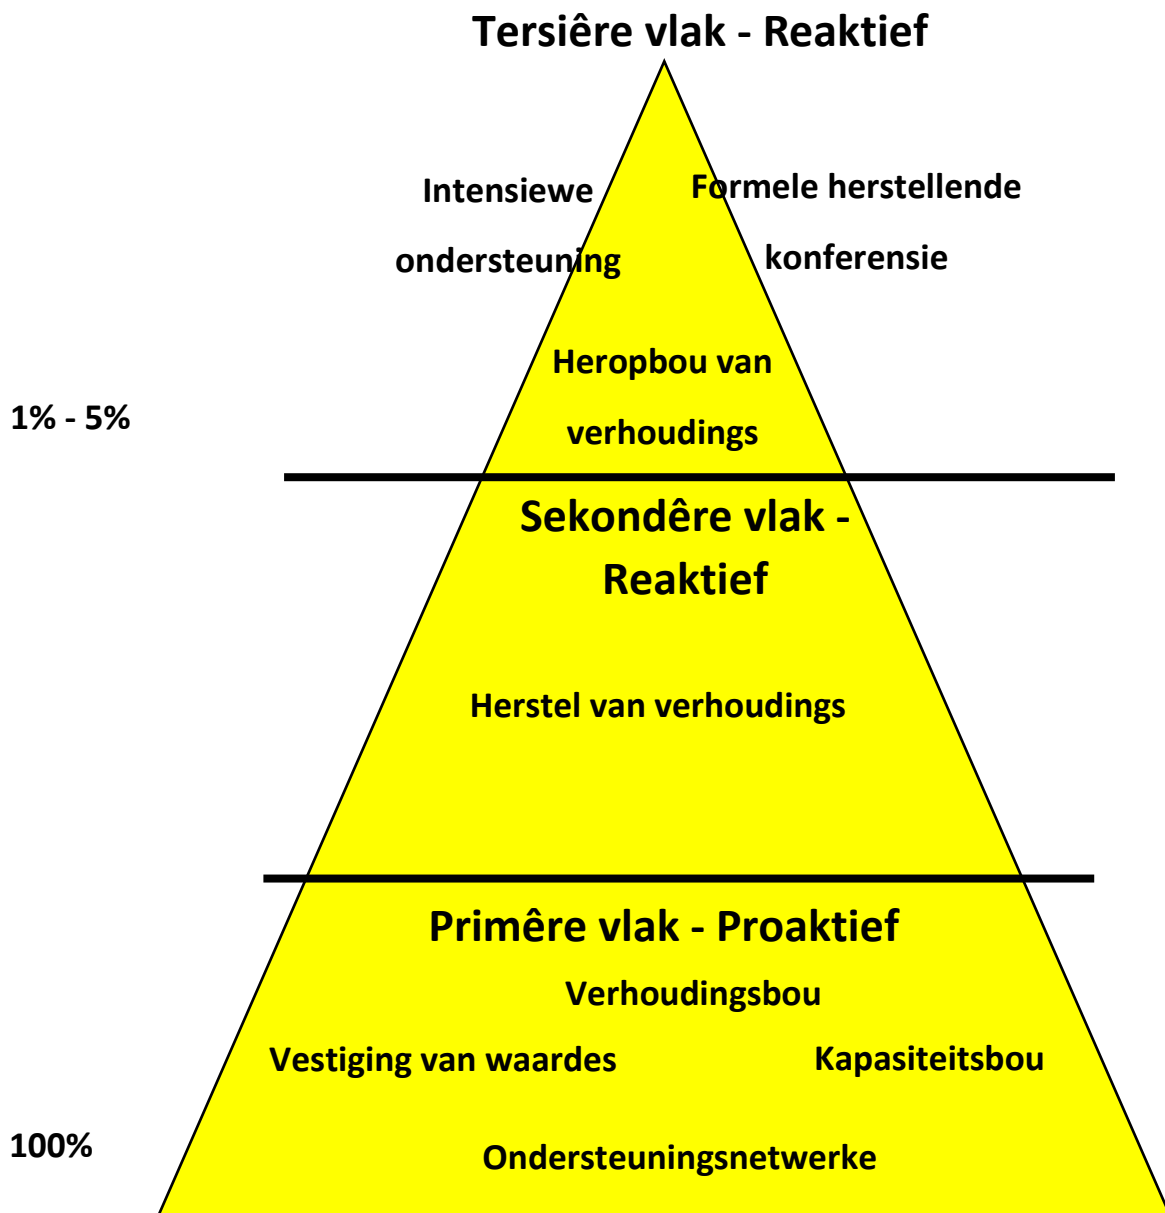 Tersiêre vlak - Reaktief
Intensiewe
ondersteuning
Formele herstellende
konferensie
Heropbou van
verhoudings
1% - 5%
Sekondêre vlak -
Reaktief
Herstel van verhoudings
Primêre vlak - Proaktief
Verhoudingsbou
Vestiging van waardes
Kapasiteitsbou
100%
Ondersteuningsnetwerke